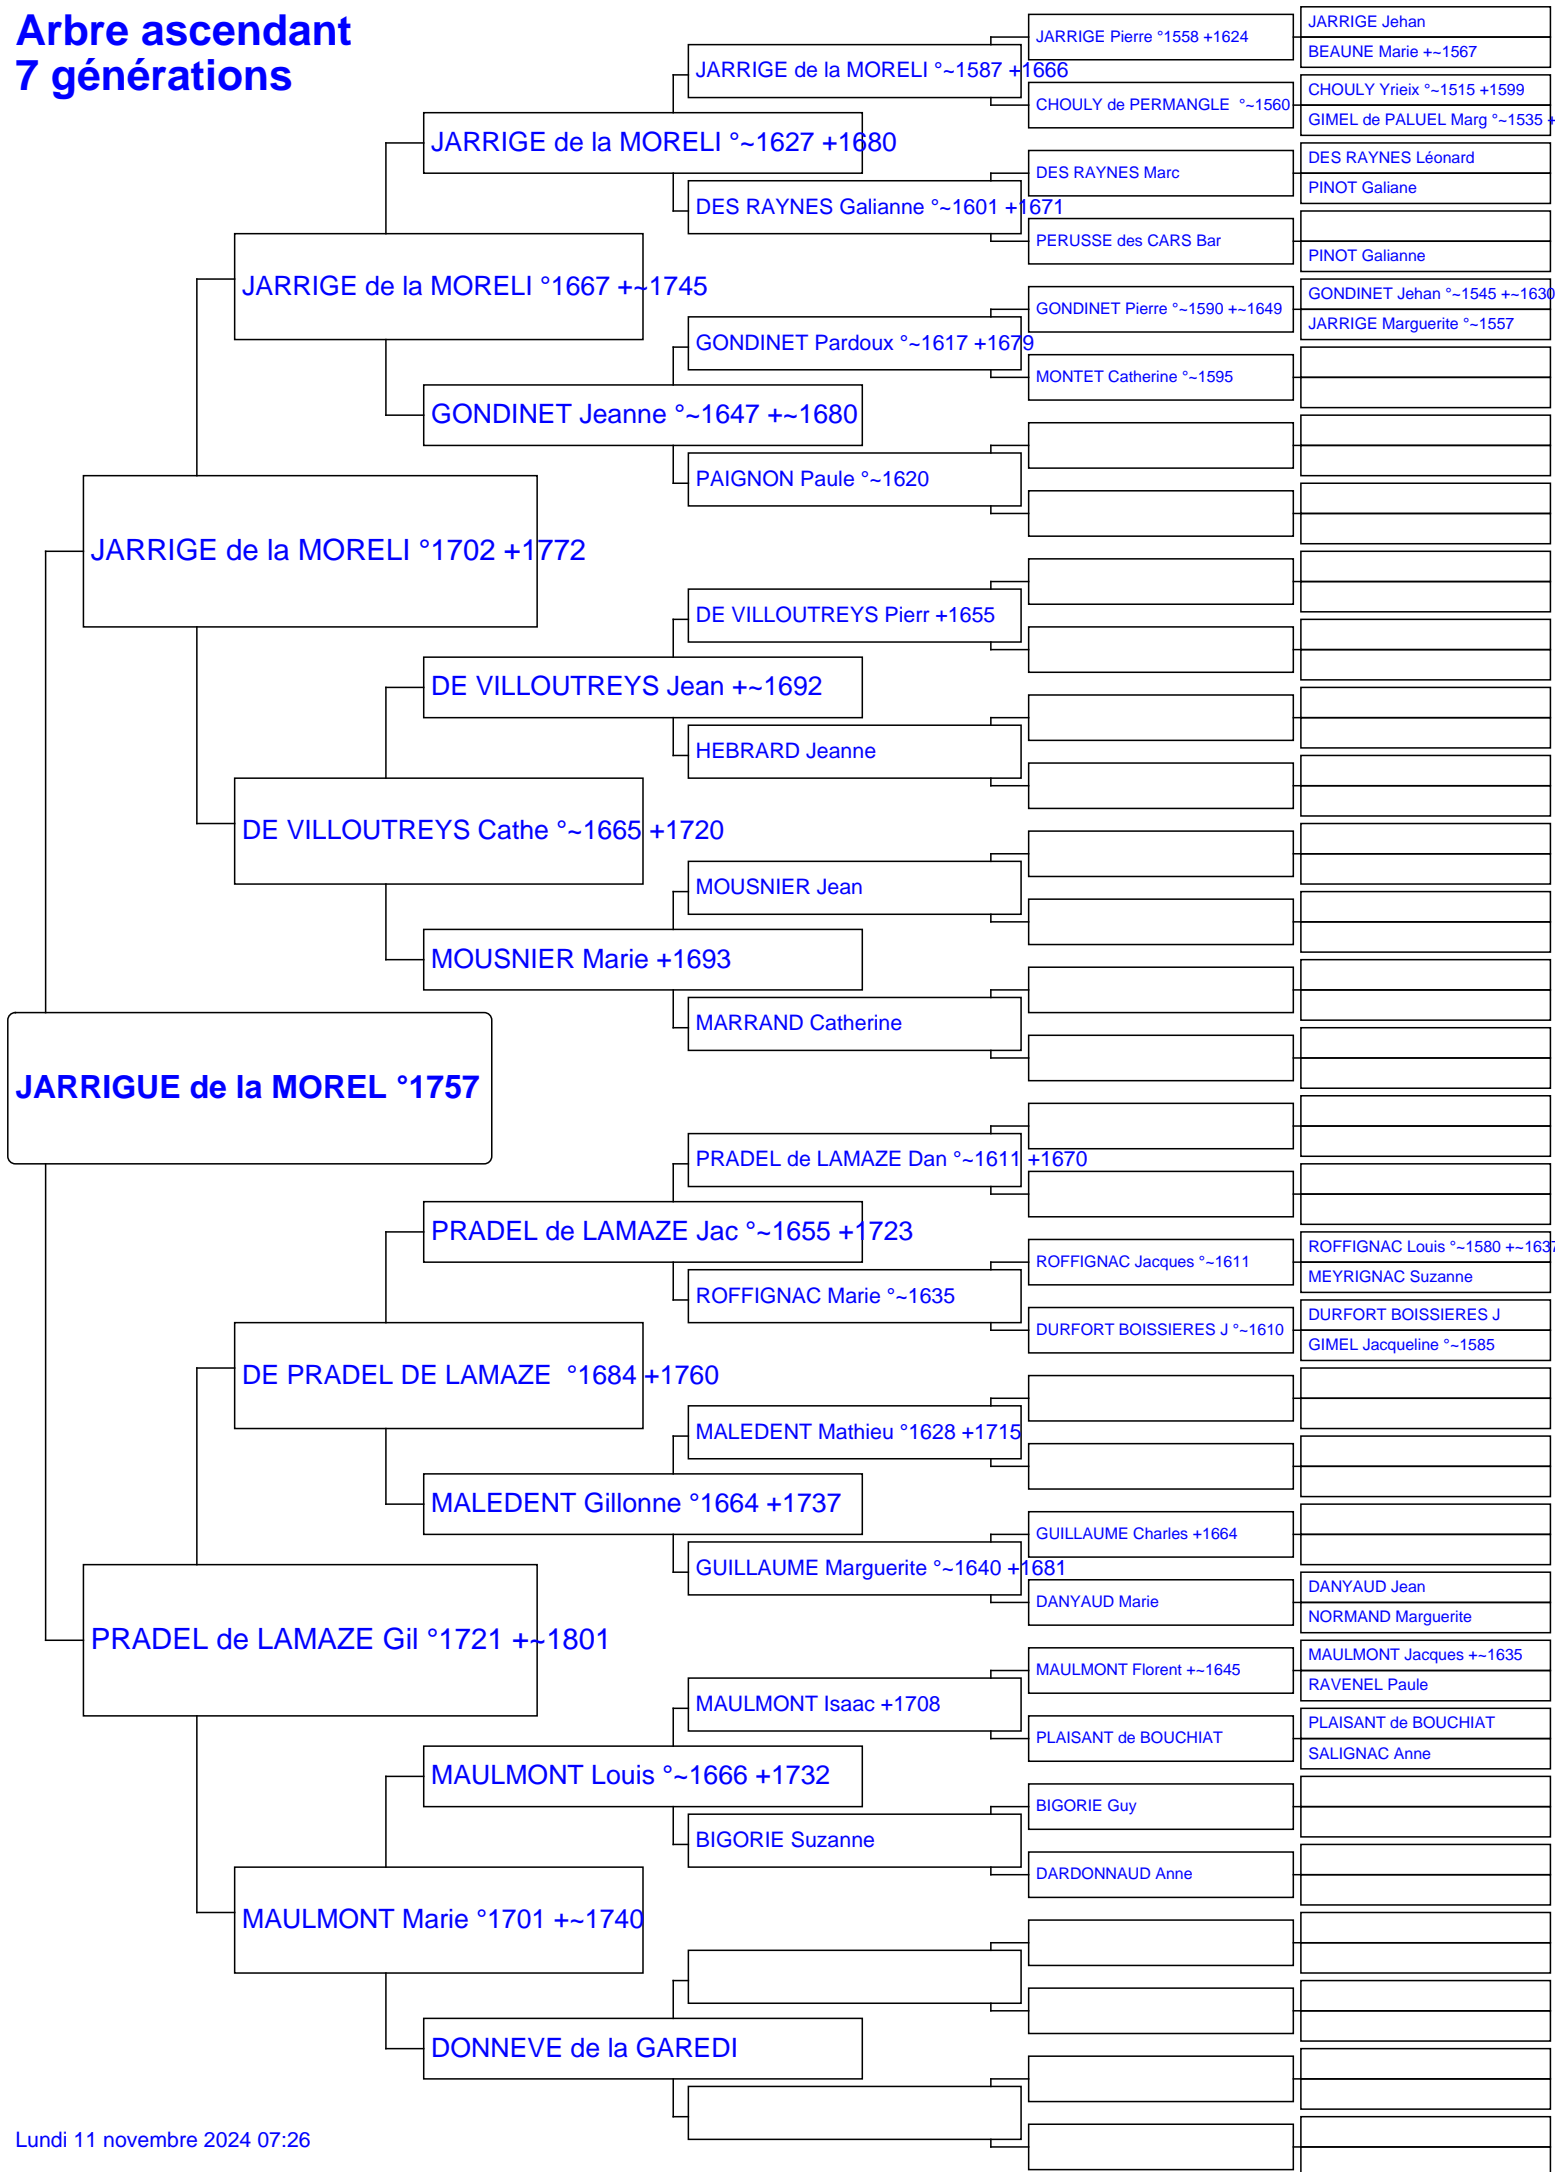 Arbre ascendant
7 générations
JARRIGUE de la MOREL °1757
JARRIGE de la MORELI °1702 +1772
PRADEL de LAMAZE Gil °1721 +~1801
JARRIGE de la MORELI °1667 +~1745
DE VILLOUTREYS Cathe °~1665 +1720
DE PRADEL DE LAMAZE °1684 +1760
MAULMONT Marie °1701 +~1740
JARRIGE de la MORELI °~1627 +1680
GONDINET Jeanne °~1647 +~1680
DE VILLOUTREYS Jean +~1692
MOUSNIER Marie +1693
PRADEL de LAMAZE Jac °~1655 +1723
MALEDENT Gillonne °1664 +1737
MAULMONT Louis °~1666 +1732
DONNEVE de la GAREDI
JARRIGE de la MORELI °~1587 +1666
DES RAYNES Galianne °~1601 +1671
GONDINET Pardoux °~1617 +1679
PAIGNON Paule °~1620
DE VILLOUTREYS Pierr +1655
HEBRARD Jeanne
MOUSNIER Jean
MARRAND Catherine
PRADEL de LAMAZE Dan °~1611 +1670
ROFFIGNAC Marie °~1635
MALEDENT Mathieu °1628 +1715
GUILLAUME Marguerite °~1640 +1681
MAULMONT Isaac +1708
BIGORIE Suzanne
JARRIGE Pierre °1558 +1624
CHOULY de PERMANGLE °~1560
DES RAYNES Marc
PERUSSE des CARS Bar
GONDINET Pierre °~1590 +~1649
MONTET Catherine °~1595
ROFFIGNAC Jacques °~1611
DURFORT BOISSIERES J °~1610
GUILLAUME Charles +1664
DANYAUD Marie
MAULMONT Florent +~1645
PLAISANT de BOUCHIAT
BIGORIE Guy
DARDONNAUD Anne
JARRIGE Jehan
BEAUNE Marie +~1567
CHOULY Yrieix °~1515 +1599
GIMEL de PALUEL Marg °~1535 +
DES RAYNES Léonard
PINOT Galiane
PINOT Galianne
GONDINET Jehan °~1545 +~1630
JARRIGE Marguerite °~1557
ROFFIGNAC Louis °~1580 +~1637
MEYRIGNAC Suzanne
DURFORT BOISSIERES J
GIMEL Jacqueline °~1585
DANYAUD Jean
NORMAND Marguerite
MAULMONT Jacques +~1635
RAVENEL Paule
PLAISANT de BOUCHIAT
SALIGNAC Anne
Lundi 11 novembre 2024 07:26